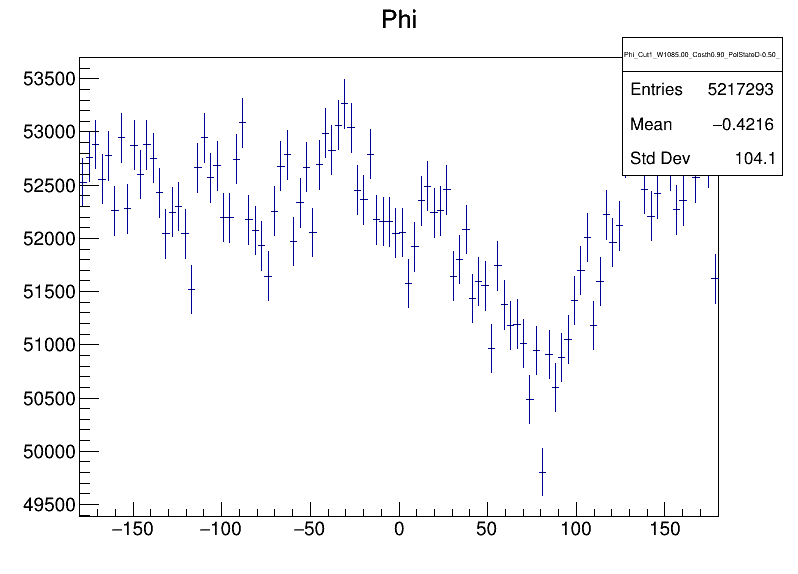 Phi
Phi_Cut1_W1085.00_Costh0.90_PolStateD-0.50_
Entries 5217293
Mean −0.4216
Std Dev 104.1
53500
53000
52500
52000
51500
51000
50500
50000
49500
−150 −100 −50 0 50 100 150